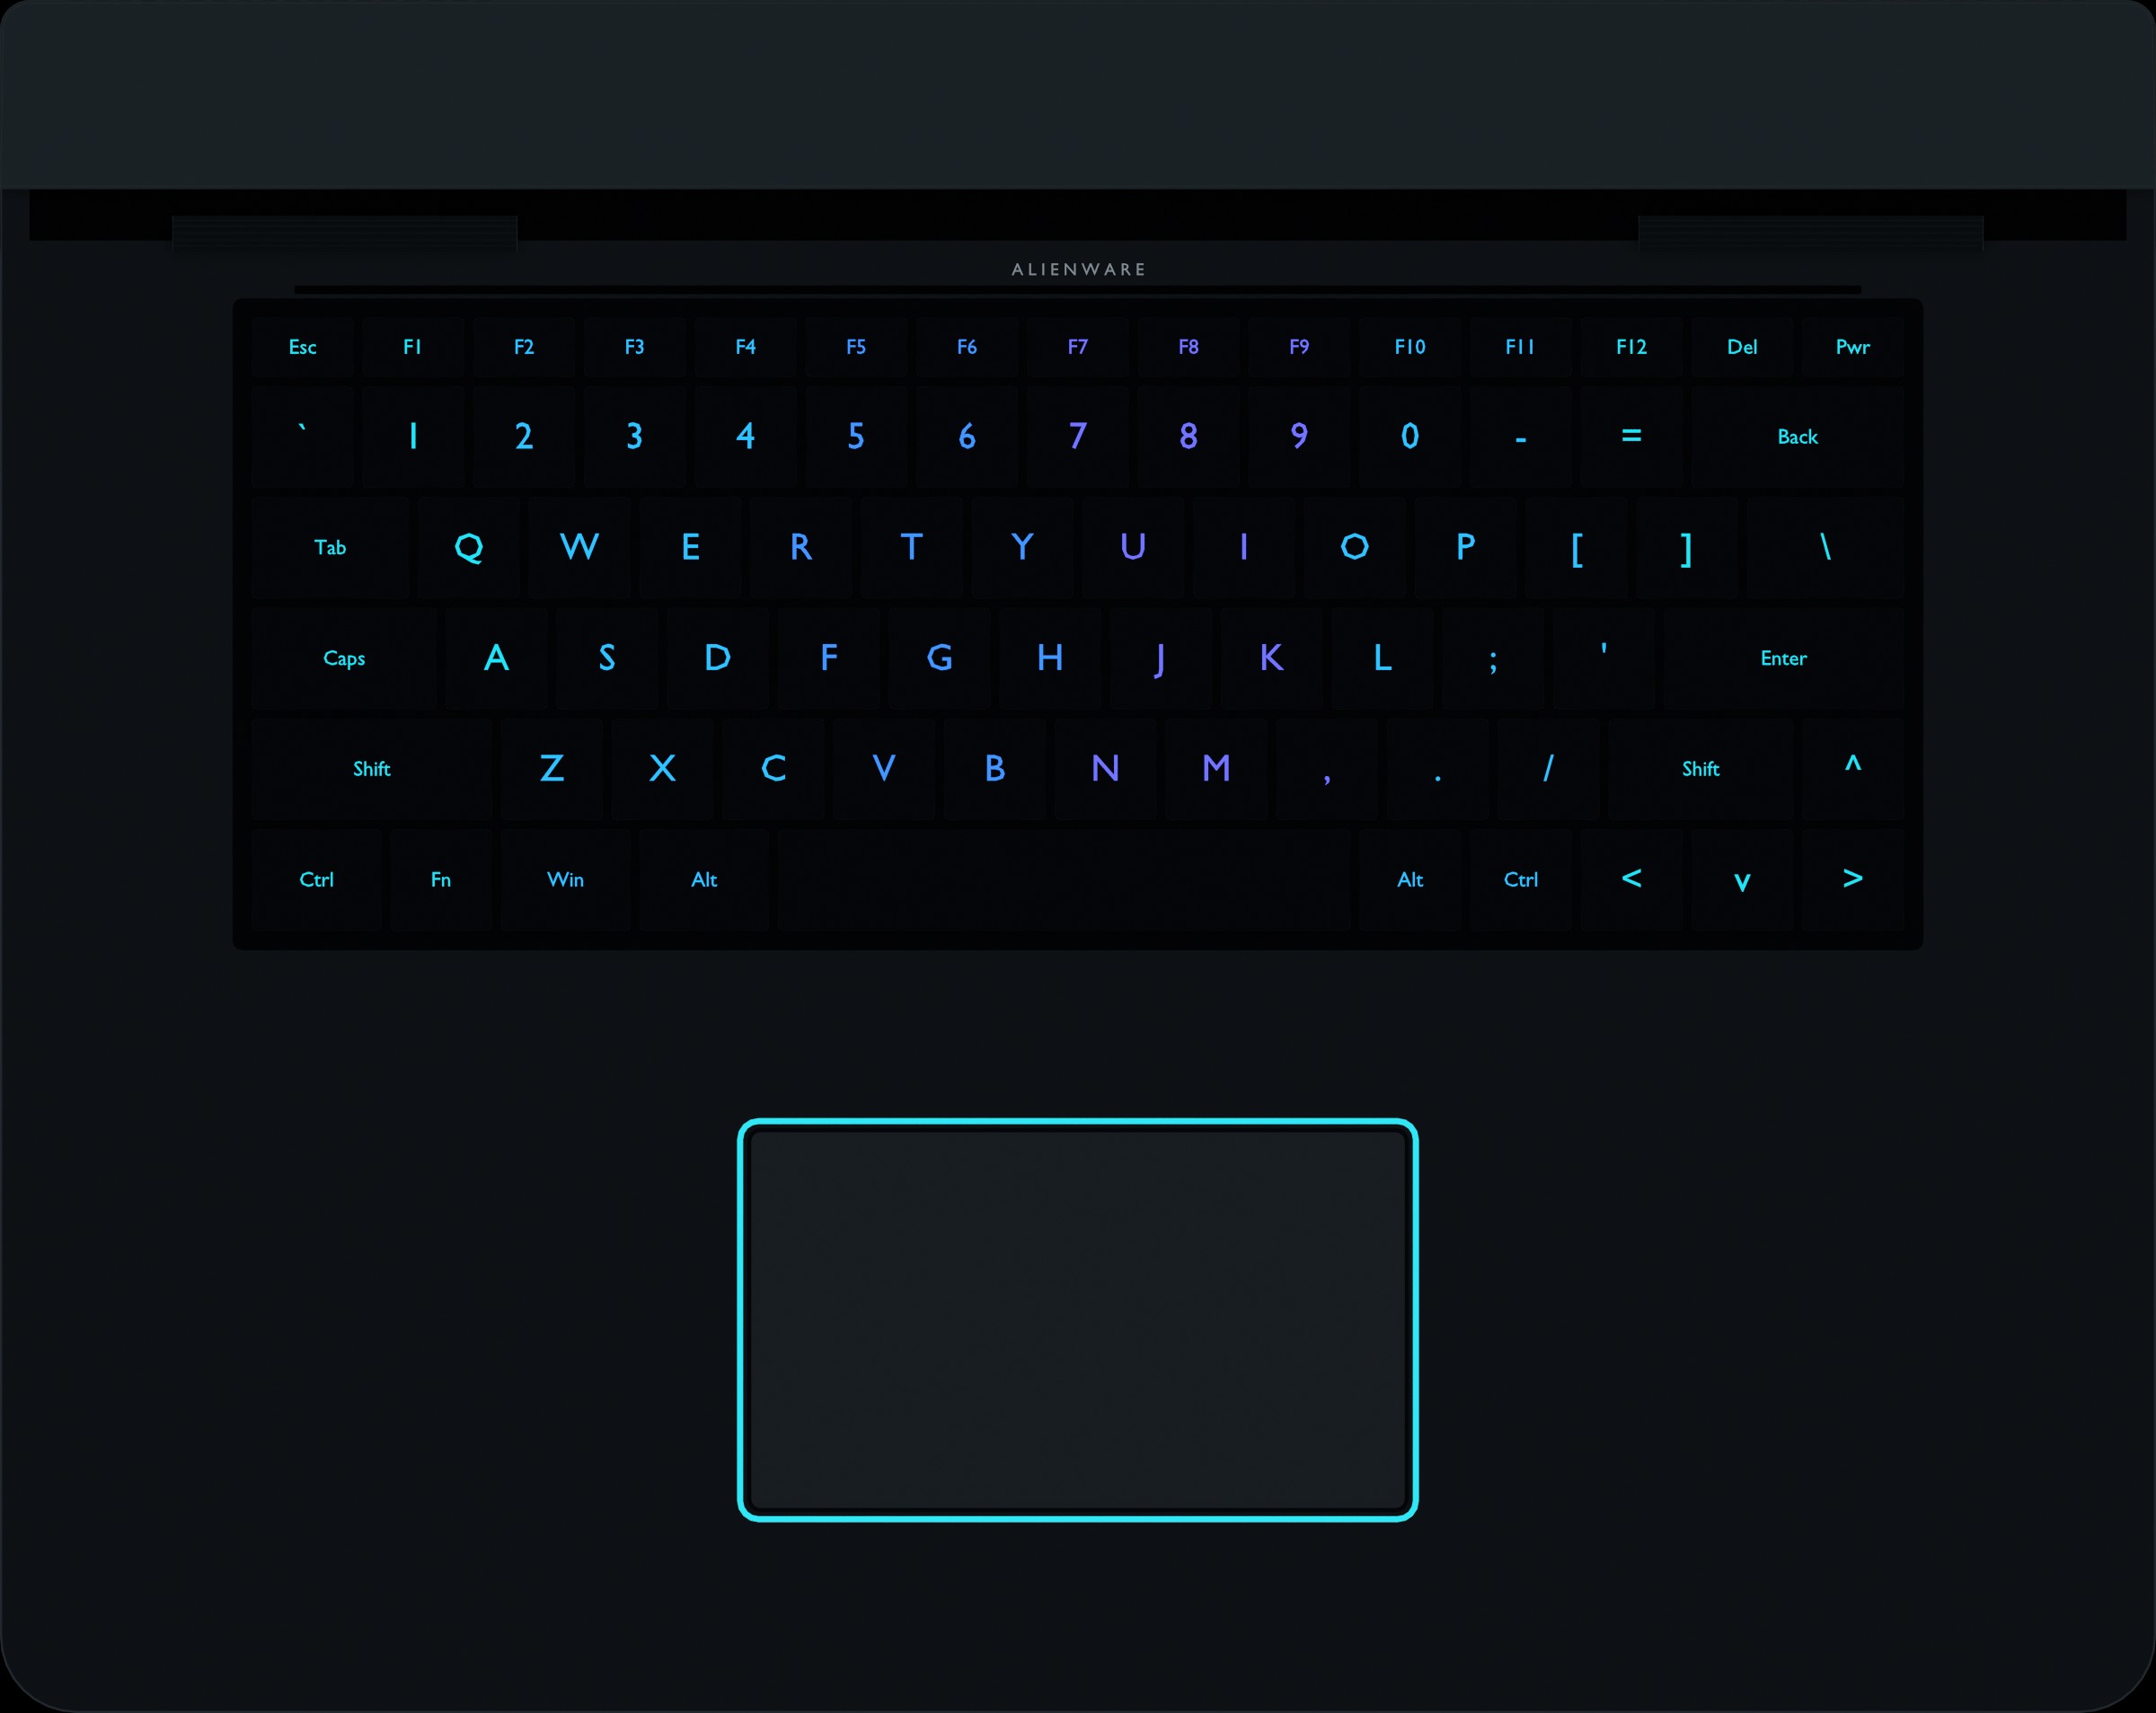 ALIENWARE
Esc F1 F2 F3 F4 F5 F6 F7 F8 F9 F10 F11 F12 Del Pwr
` 1 2 3 4 5 6 7 8 9 0 - = Back
Tab Q W E R T Y U I O P [ ] \
Caps A S D F G H J K L ; ' Enter
Shift Z X C V B N M , . / Shift ^
Ctrl Fn Win Alt Alt Ctrl < v >